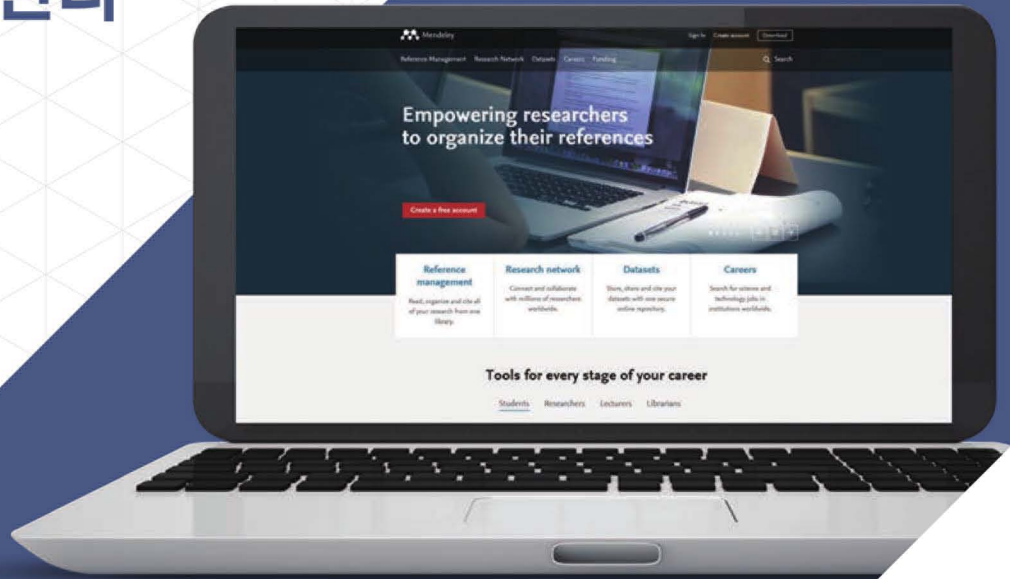 Mendeley
Sign In Create account Download
Reference Management Research Network Datasets Careers Funding
Search
Empowering researchers
to organize their references
Create a free account
Reference
management
Read, organize and cite all
of your research from one
library.
Research network
Connect and collaborate
with millions of researchers
worldwide.
Datasets
Store, share and cite your
datasets with one secure
online repository.
Careers
Search for science and
technology jobs in
institutions worldwide.
Tools for every stage of your career
Students Researchers Lecturers Librarians